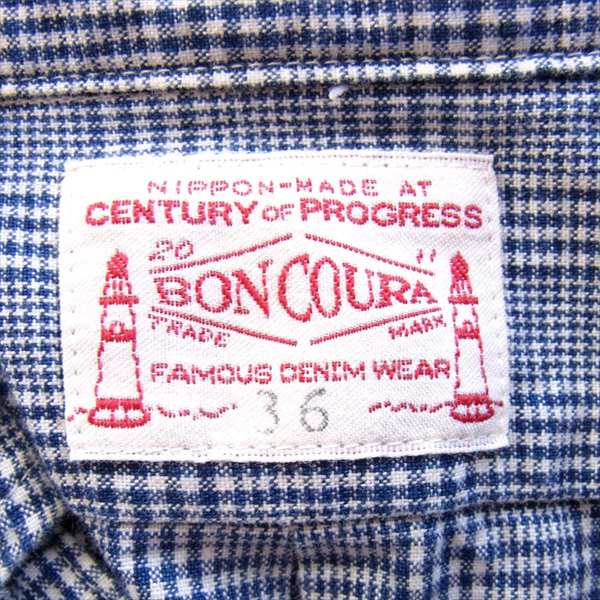 NIPPON-MADE AT
CENTURY OF PROGRESS
20 11
BONCOURA
TRADE MARK
FAMOUS DENIM WEAR
36